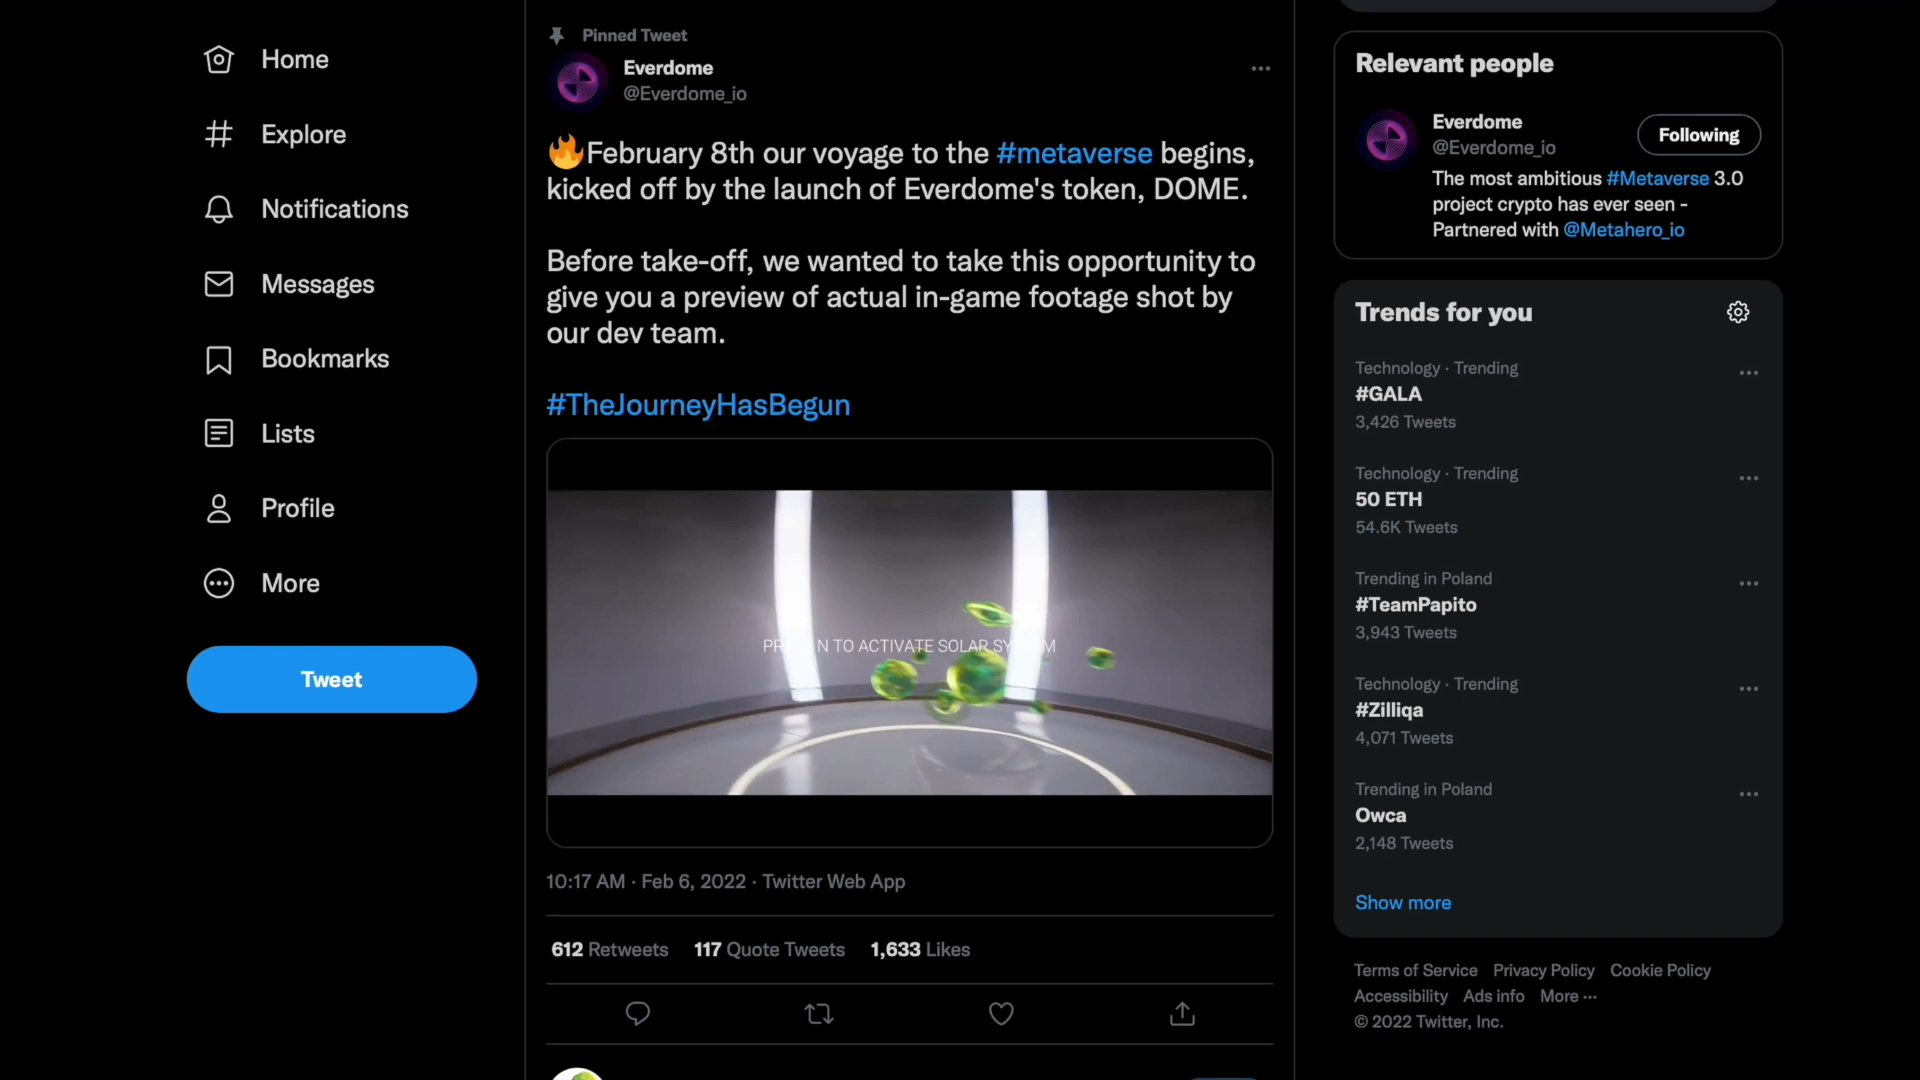 Home
Explore
Notifications
Messages
Bookmarks
Lists
Profile
More
Tweet
Pinned Tweet
Everdome
@Everdome_io
🔥February 8th our voyage to the #metaverse begins,
kicked off by the launch of Everdome's token, DOME.
Before take-off, we wanted to take this opportunity to
give you a preview of actual in-game footage shot by
our dev team.
#TheJourneyHasBegun
TO ACTIVATE SOLAR
10:17 AM · Feb 6, 2022 · Twitter Web App
612 Retweets 117 Quote Tweets 1,633 Likes
Relevant people
Everdome
@Everdome_io
Following
The most ambitious #Metaverse 3.0
project crypto has ever seen -
Partnered with @Metahero_io
Trends for you
Technology · Trending
#GALA
3,426 Tweets
Technology · Trending
50 ETH
54.6K Tweets
Trending in Poland
#TeamPapito
3,943 Tweets
Technology · Trending
#Zilliqa
4,071 Tweets
Trending in Poland
Owca
2,148 Tweets
Show more
Terms of Service Privacy Policy Cookie Policy
Accessibility Ads info More ···
© 2022 Twitter, Inc.